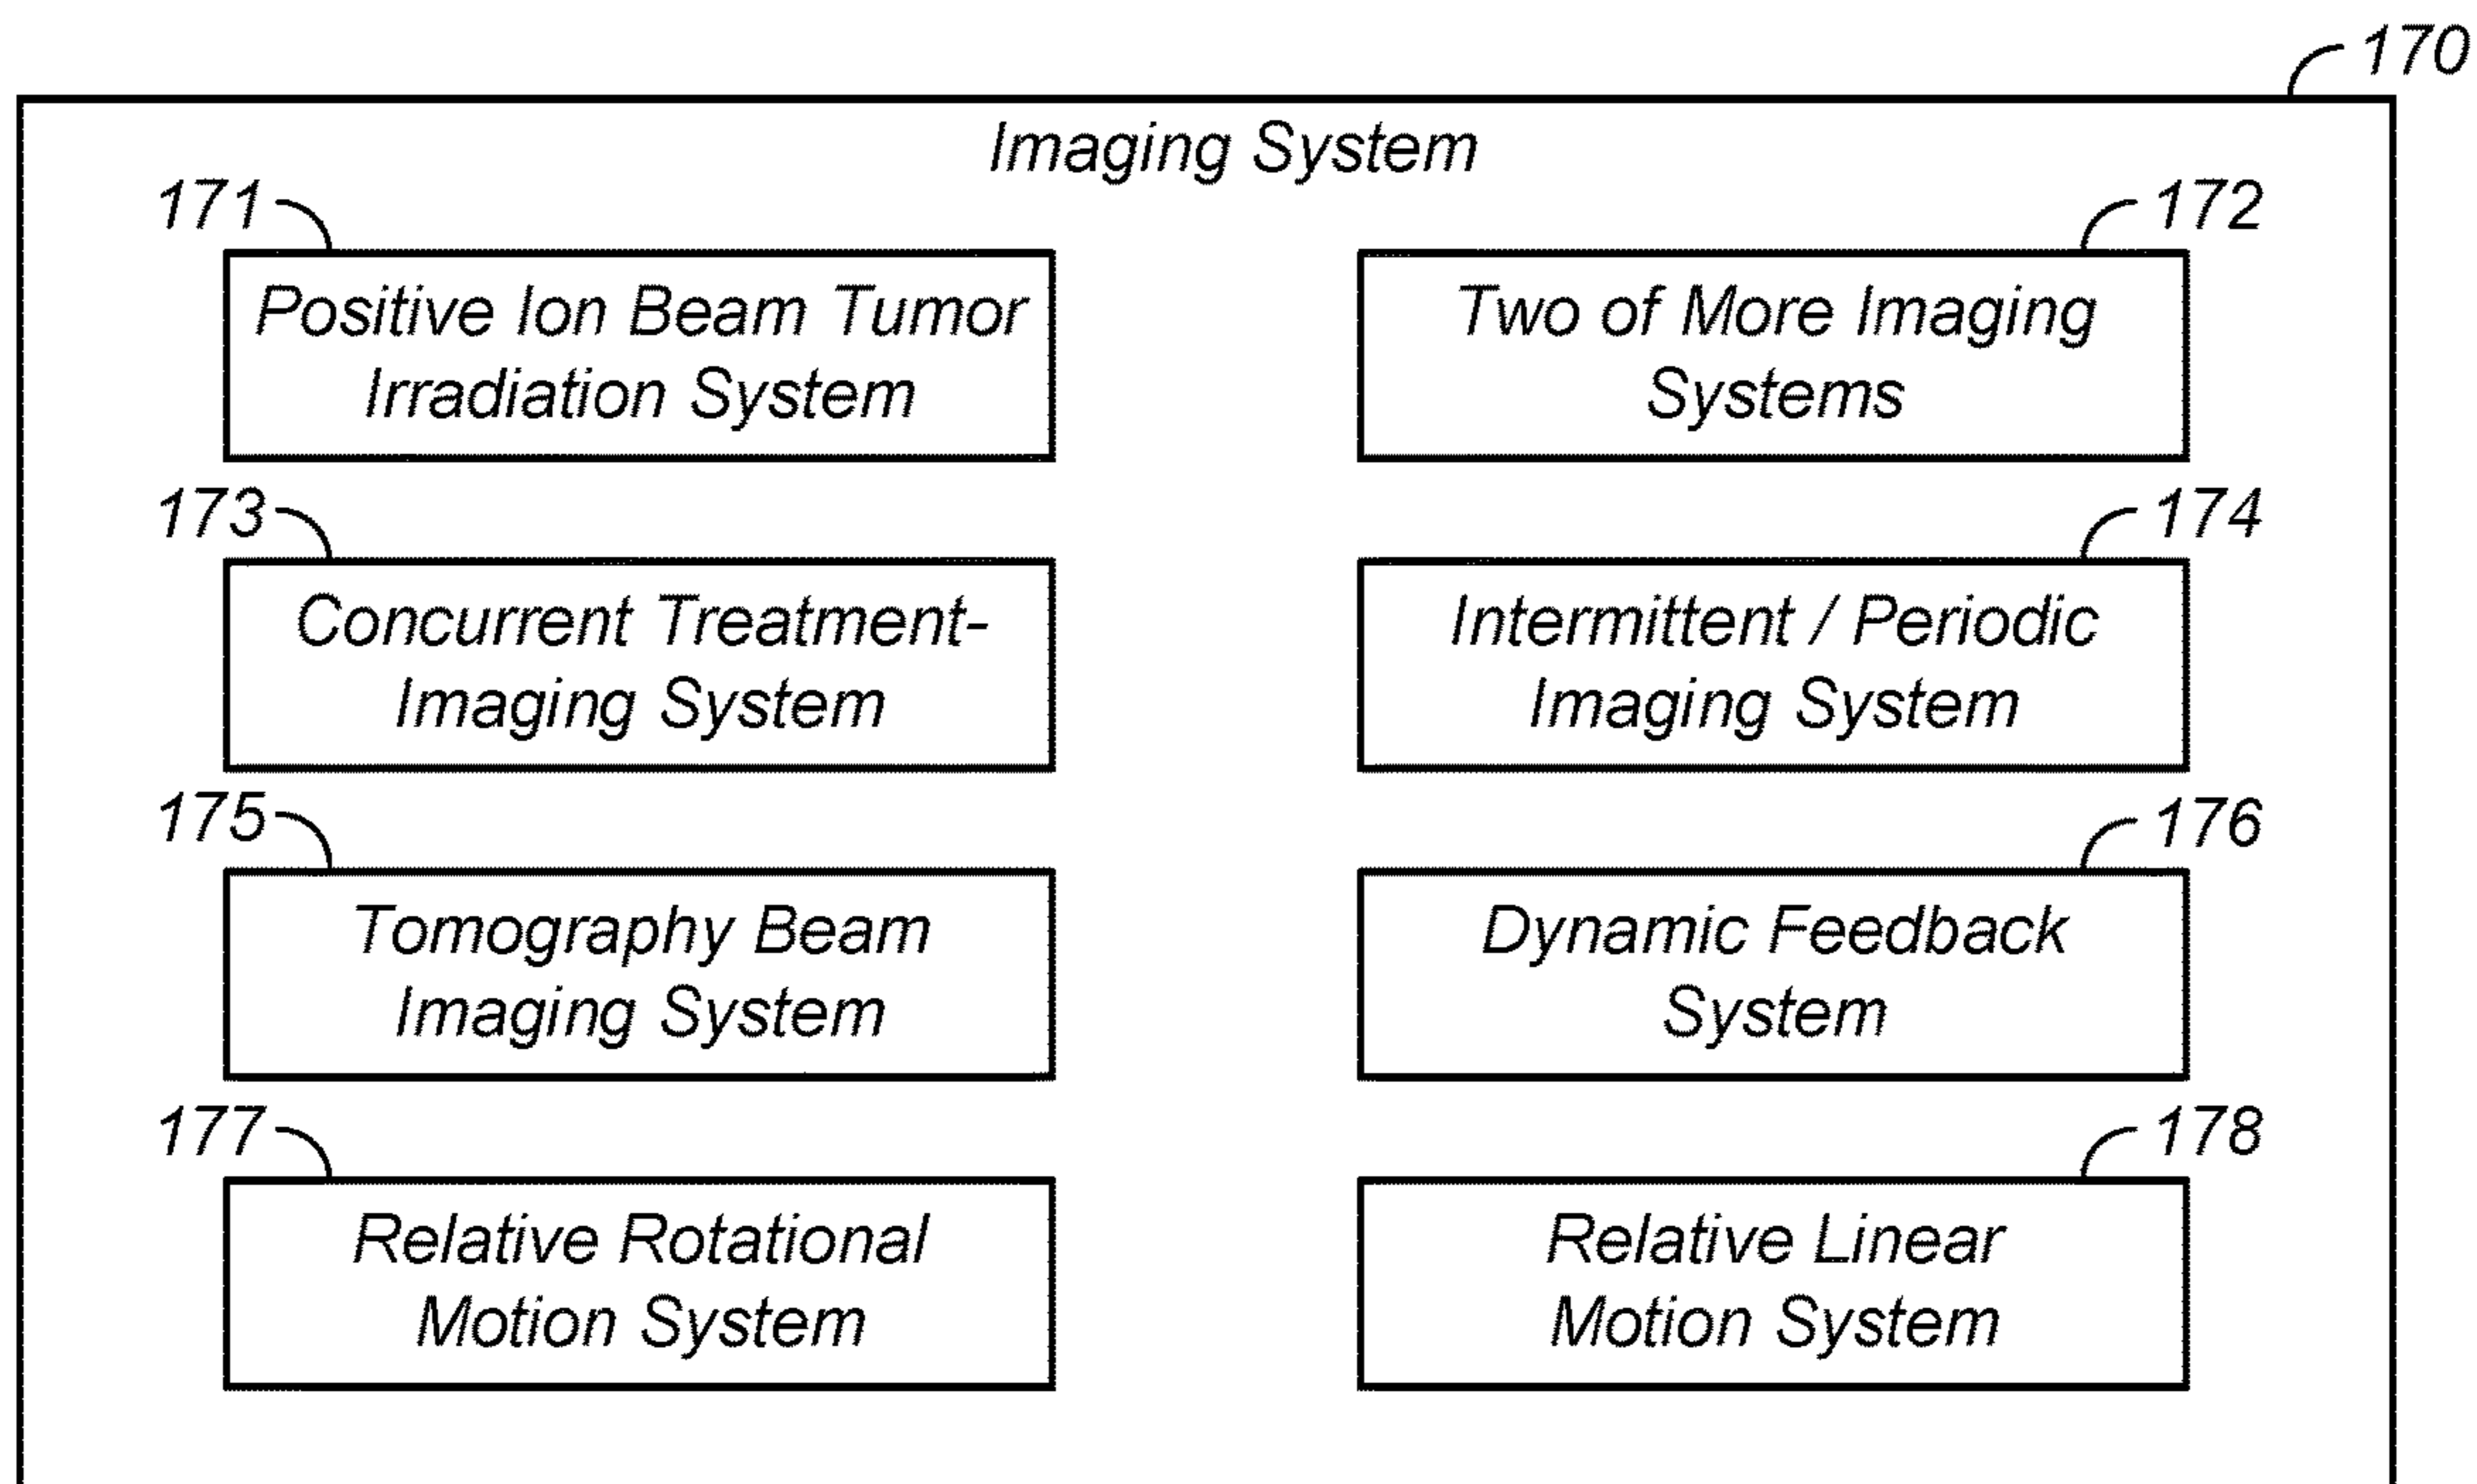 170
Imaging System
171
Positive Ion Beam Tumor
Irradiation System
172
Two of More Imaging
Systems
173
Concurrent Treatment-
Imaging System
174
Intermittent / Periodic
Imaging System
175
Tomography Beam
Imaging System
176
Dynamic Feedback
System
177
Relative Rotational
Motion System
178
Relative Linear
Motion System